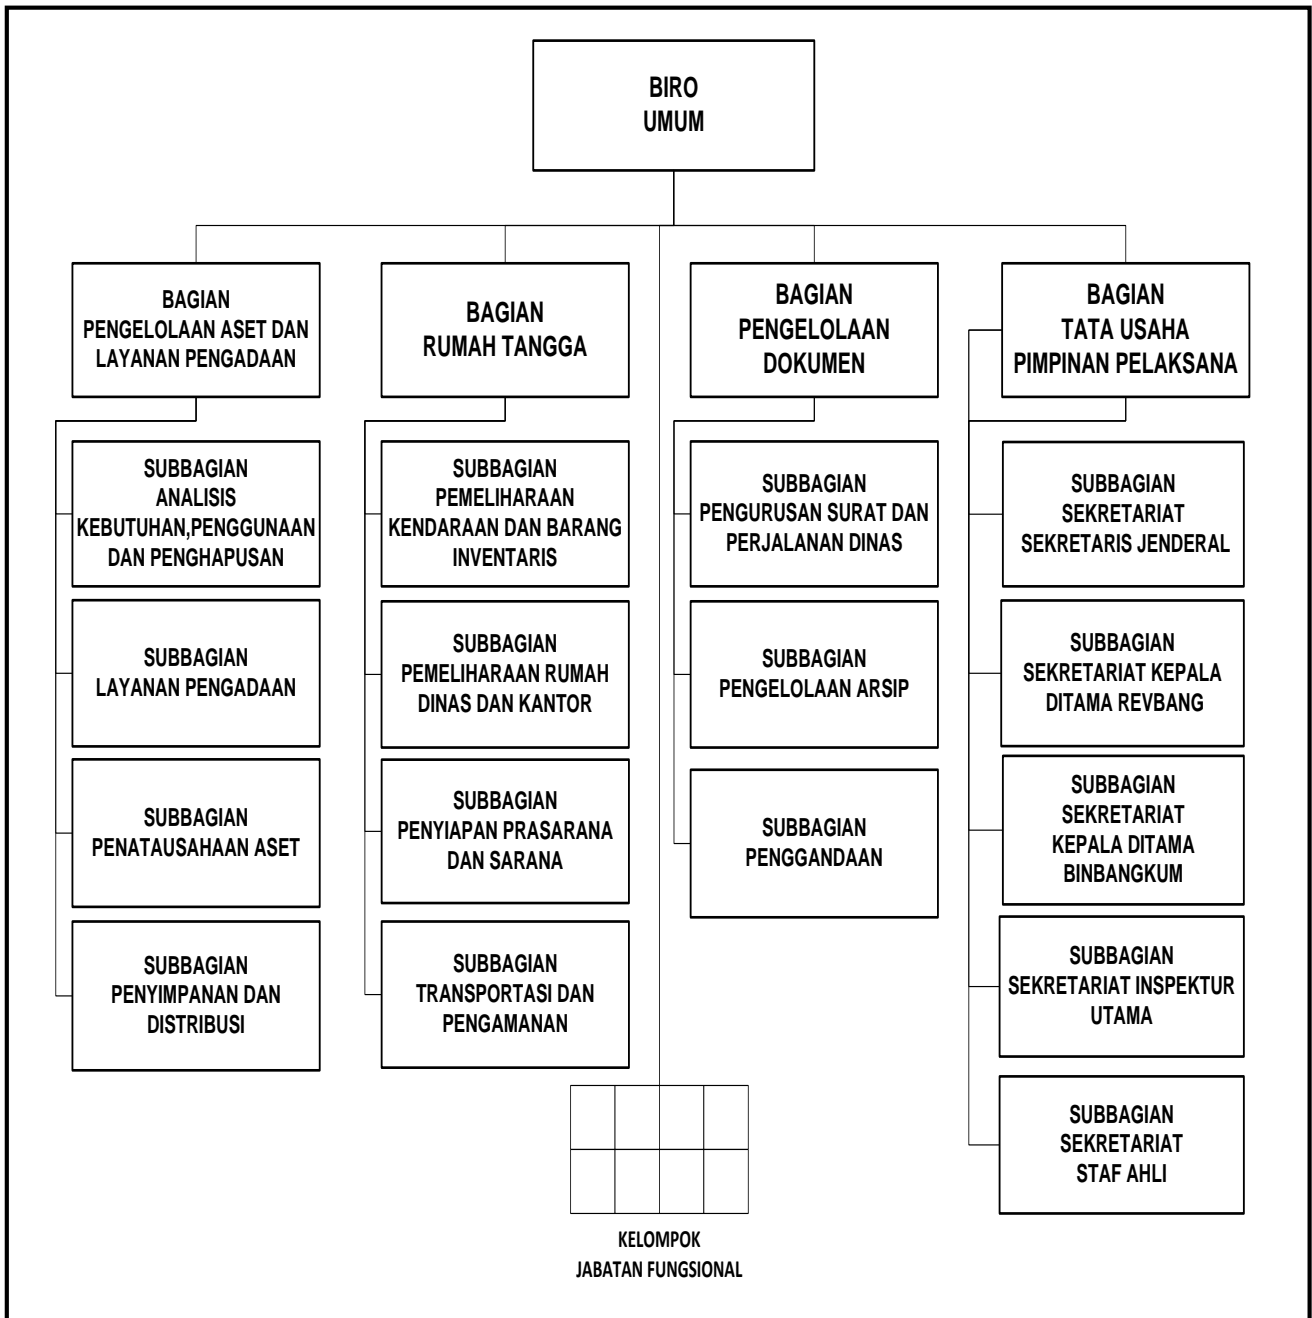 BIRO
UMUM
BAGIAN
PENGELOLAAN ASET DAN
LAYANAN PENGADAAN
BAGIAN
RUMAH TANGGA
BAGIAN
PENGELOLAAN
DOKUMEN
BAGIAN
TATA USAHA
PIMPINAN PELAKSANA
SUBBAGIAN
ANALISIS
KEBUTUHAN,PENGGUNAAN
DAN PENGHAPUSAN
SUBBAGIAN
LAYANAN PENGADAAN
SUBBAGIAN
PENATAUSAHAAN ASET
SUBBAGIAN
PENYIMPANAN DAN
DISTRIBUSI
SUBBAGIAN
PEMELIHARAAN
KENDARAAN DAN BARANG
INVENTARIS
SUBBAGIAN
PEMELIHARAAN RUMAH
DINAS DAN KANTOR
SUBBAGIAN
PENYIAPAN PRASARANA
DAN SARANA
SUBBAGIAN
TRANSPORTASI DAN
PENGAMANAN
SUBBAGIAN
PENGURUSAN SURAT DAN
PERJALANAN DINAS
SUBBAGIAN
PENGELOLAAN ARSIP
SUBBAGIAN
PENGGANDAAN
SUBBAGIAN
SEKRETARIAT
SEKRETARIS JENDERAL
SUBBAGIAN
SEKRETARIAT KEPALA
DITAMA REVBANG
SUBBAGIAN
SEKRETARIAT
KEPALA DITAMA
BINBANGKUM
SUBBAGIAN
SEKRETARIAT INSPEKTUR
UTAMA
SUBBAGIAN
SEKRETARIAT
STAF AHLI
KELOMPOK
JABATAN FUNGSIONAL